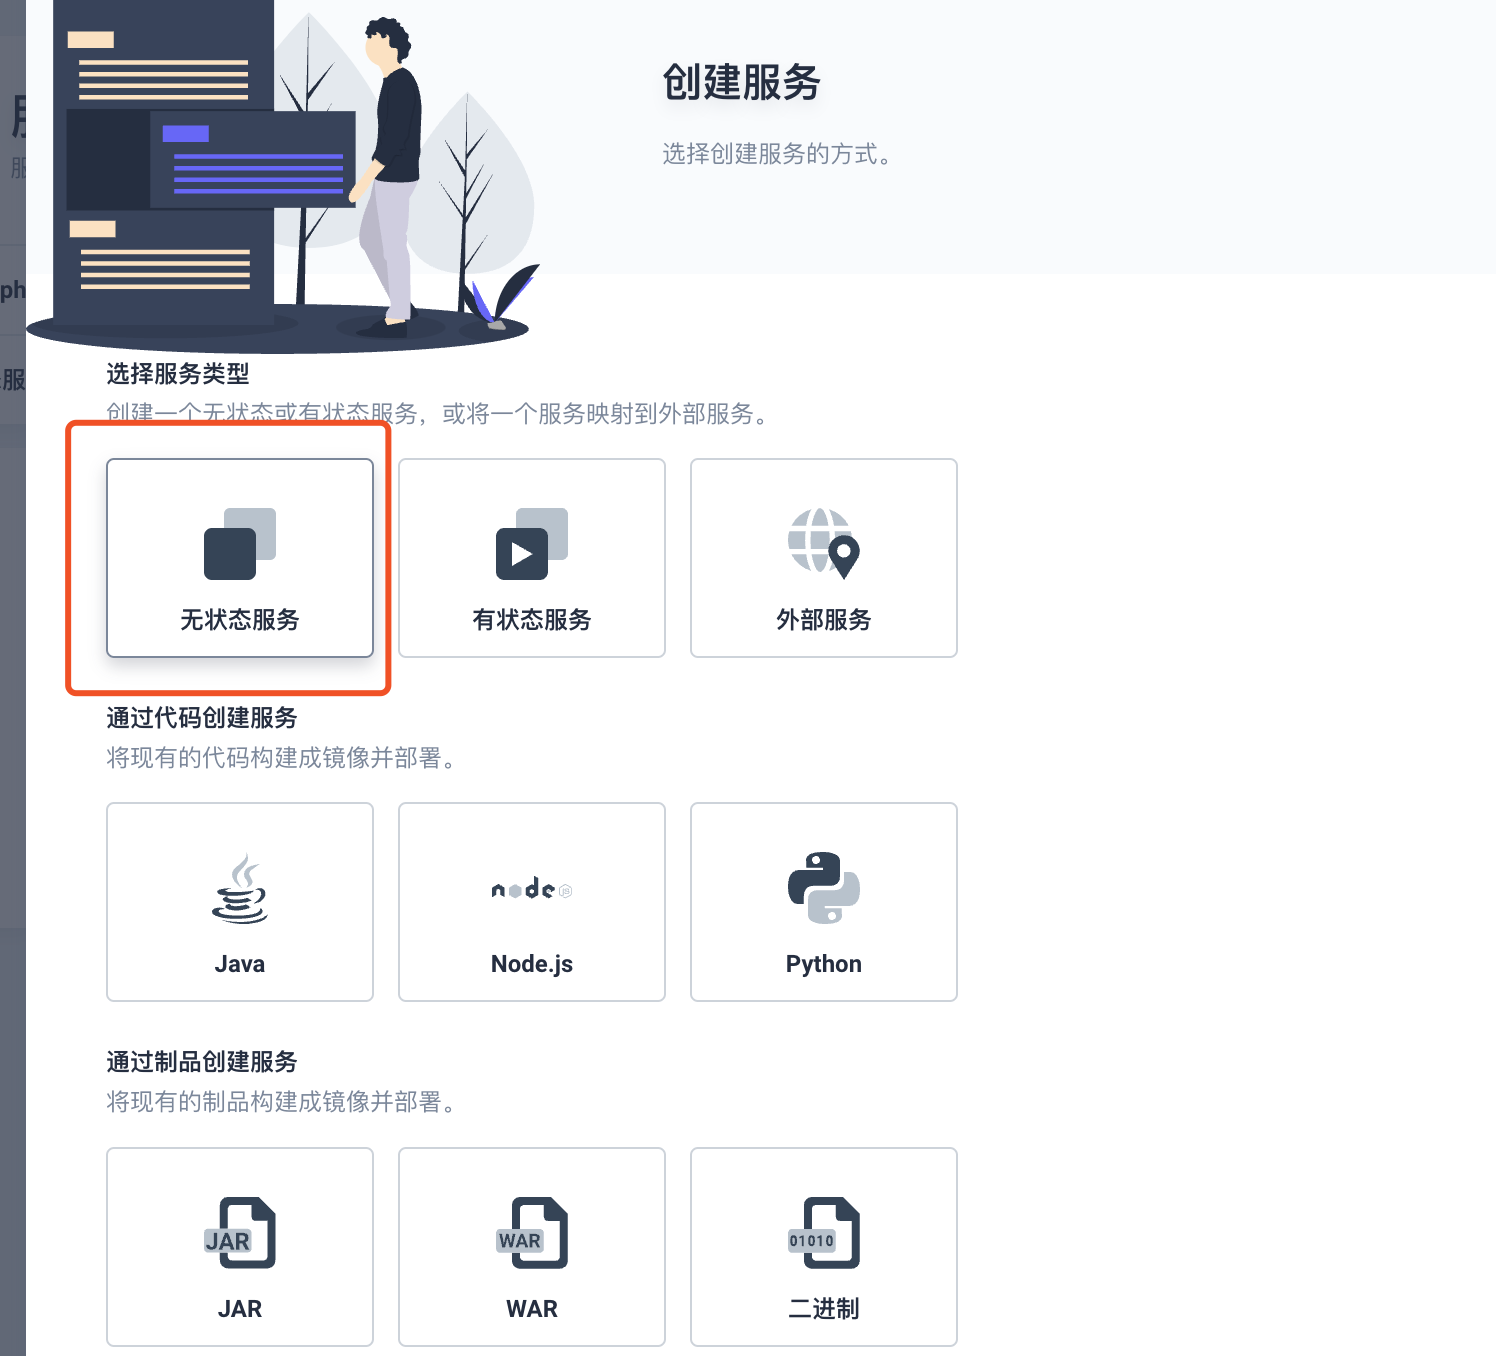 创建服务
选择创建服务的方式。
选择服务类型
创建一个无状态或有状态服务，或将一个服务映射到外部服务。
无状态服务
有状态服务
外部服务
通过代码创建服务
将现有的代码构建成镜像并部署。
node JS
Java
Node.js
Python
通过制品创建服务
将现有的制品构建成镜像并部署。
JAR
WAR
01010
JAR
WAR
二进制
服
ph
服